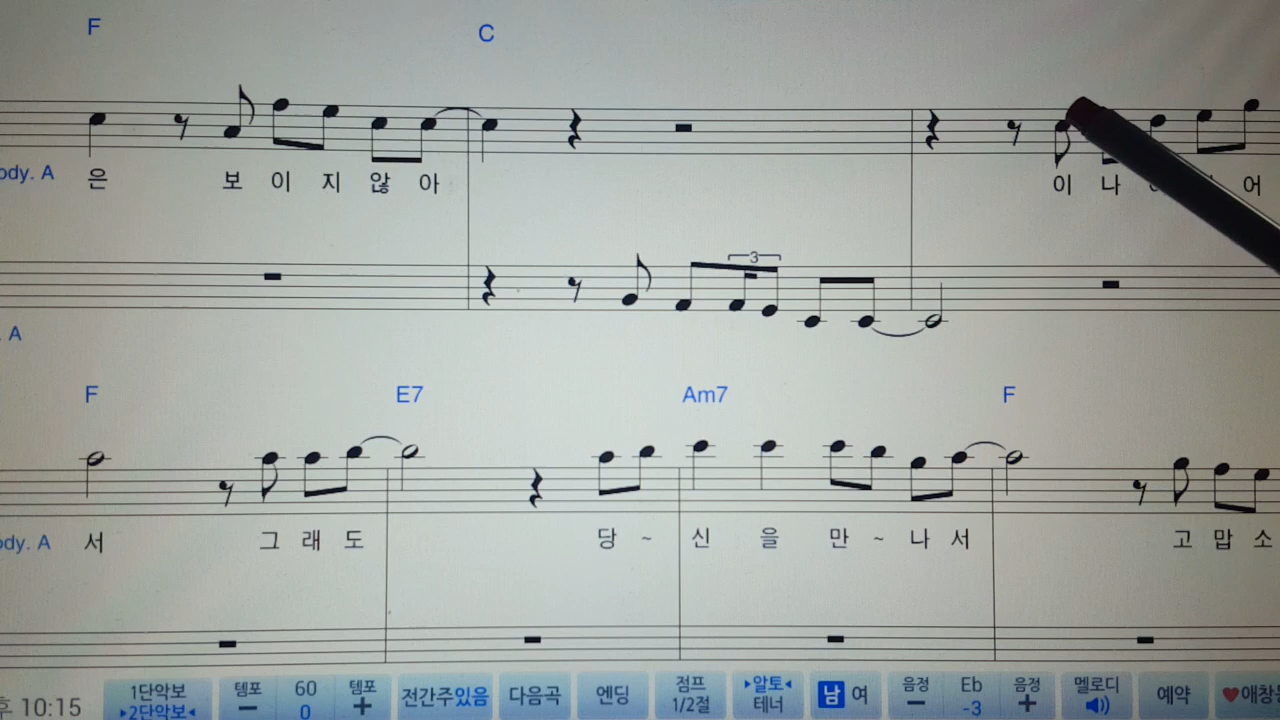 F C
ody. A 은 보 이 지 않 아 이 나 어
3
. A
F E7 Am7 F
ody. A 서 그 래 도 당 ~ 신 을 만 ~ 나 서 고 맙 소
후 10:15 1단악보 ▸2단악보◂ 템포 − 60 0 템포 + 전간주있음 다음곡 엔딩 점프 1/2절 ▸알토◂ 테너 남 여 음정 − Eb -3 음정 + 멜로디 예약 ♥애창